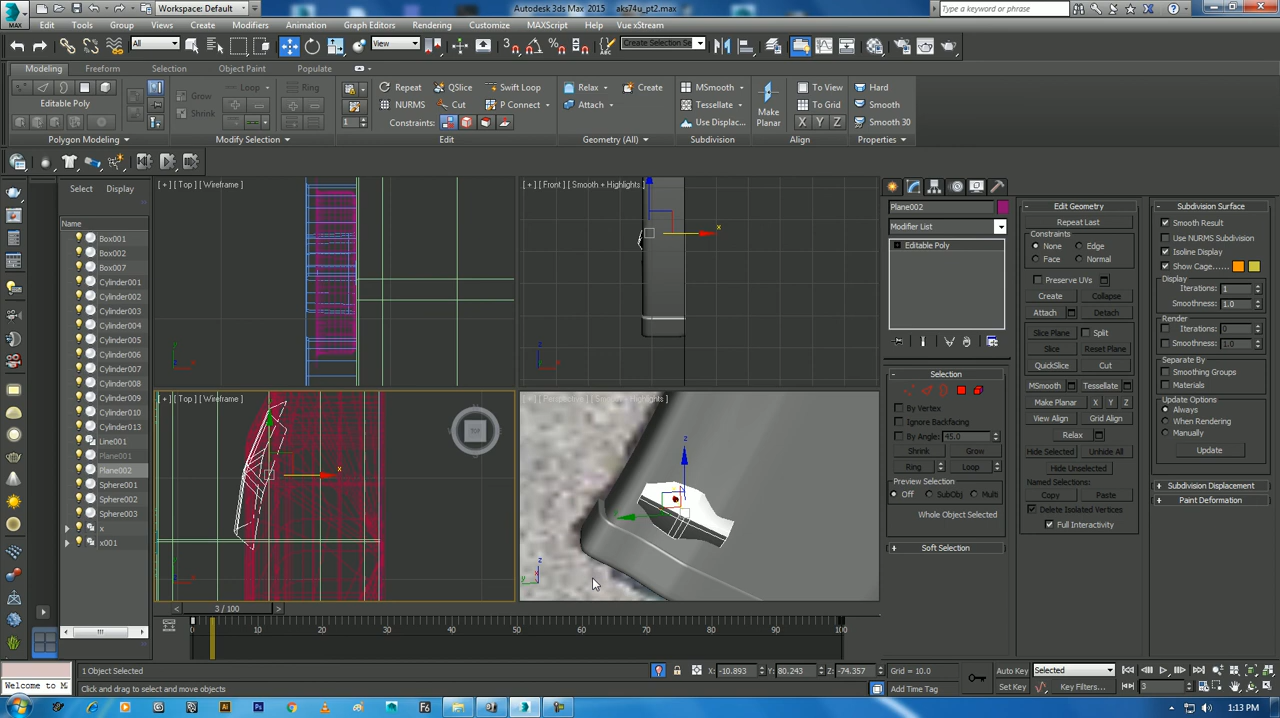 Workspace: Default
Autodesk 3ds Max 2015 aks74u_pt2.max
Type a keyword or phrase
MAX
Edit Tools Group Views Create Modifiers Animation Graph Editors Rendering Customize MAXScript Help Vue xStream
All View Create Selection Se
Modeling Freeform Selection Object Paint Populate
Editable Poly
Polygon Modeling
Grow Shrink Loop Ring
Modify Selection
Repeat QSlice Swift Loop
NURMS Cut P Connect
Constraints:
Edit
Relax Create
Attach
Geometry (All)
MSmooth
Tessellate
Use Displac...
Subdivision
Make Planar
To View
To Grid
X Y Z
Align
Hard
Smooth
Smooth 30
Properties
Select Display
Name
Box001
Box002
Box007
Cylinder001
Cylinder002
Cylinder003
Cylinder004
Cylinder005
Cylinder006
Cylinder007
Cylinder008
Cylinder009
Cylinder010
Cylinder013
Line001
Plane001
Plane002
Sphere001
Sphere002
Sphere003
x
x001
[ + ] [ Top ] [ Wireframe ]
[ + ] [ Front ] [ Smooth + Highlights ]
[ + ] [ Top ] [ Wireframe ]
TOP
[ + ] [ Perspective ] [ Smooth + Highlights ]
Plane002
Modifier List
Editable Poly
Selection
By Vertex
Ignore Backfacing
By Angle: 45.0
Shrink Grow
Ring Loop
Preview Selection
Off SubObj Multi
Whole Object Selected
Soft Selection
Edit Geometry
Repeat Last
Constraints
None Edge
Face Normal
Preserve UVs
Create Collapse
Attach Detach
Slice Plane Split
Slice Reset Plane
QuickSlice Cut
MSmooth Tessellate
Make Planar X Y Z
View Align Grid Align
Relax
Hide Selected Unhide All
Hide Unselected
Named Selections:
Copy Paste
Delete Isolated Vertices
Full Interactivity
Subdivision Surface
Smooth Result
Use NURMS Subdivision
Isoline Display
Show Cage......
Display
Iterations: 1
Smoothness: 1.0
Render
Iterations: 0
Smoothness: 1.0
Separate By
Smoothing Groups
Materials
Update Options
Always
When Rendering
Manually
Update
Subdivision Displacement
Paint Deformation
3 / 100
0 10 20 30 40 50 60 70 80 90 100
1 Object Selected
X: -10.893 Y: 80.243 Z: -74.357 Grid = 10.0
Auto Key Selected
Welcome to M
Click and drag to select and move objects
Add Time Tag
Set Key Key Filters... 3
1:13 PM